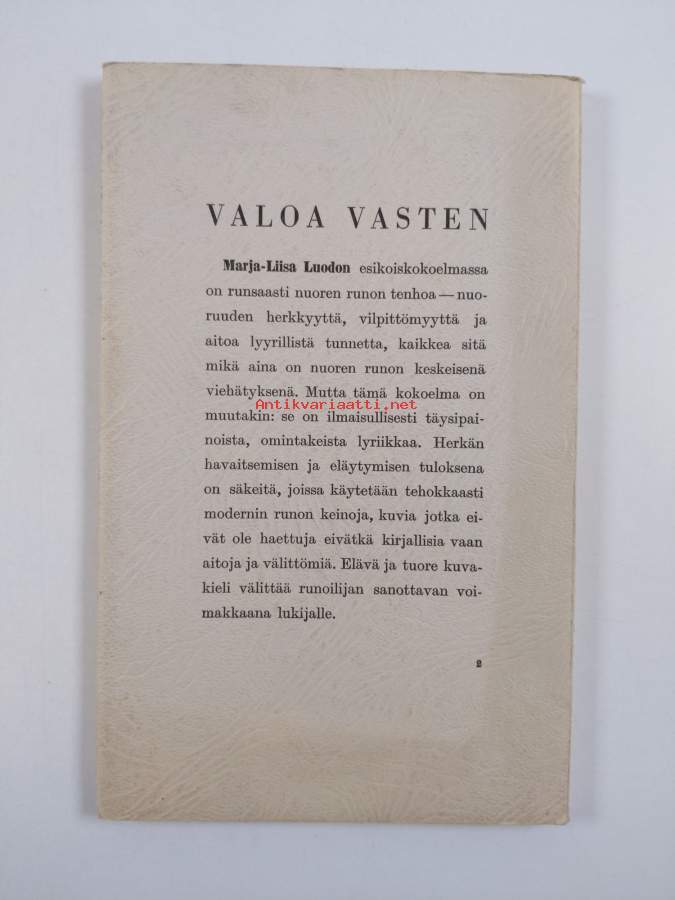 VALOA VASTEN
Marja-Liisa Luodon esikoiskokoelmassa
on runsaasti nuoren runon tenhoa — nuo-
ruuden herkkyyttä, vilpittömyyttä ja
aitoa lyyrillistä tunnetta, kaikkea sitä
mikä aina on nuoren runon keskeisenä
viehätyksenä. Mutta tämä kokoelma on
Antikvariaatti.net
muutakin: se on ilmaisullisesti täysipai-
noista, omintakeista lyriikkaa. Herkän
havaitsemisen ja eläytymisen tuloksena
on säkeitä, joissa käytetään tehokkaasti
modernin runon keinoja, kuvia jotka ei-
vät ole haettuja eivätkä kirjallisia vaan
aitoja ja välittömiä. Elävä ja tuore kuva-
kieli välittää runoilijan sanottavan voi-
makkaana lukijalle.
2